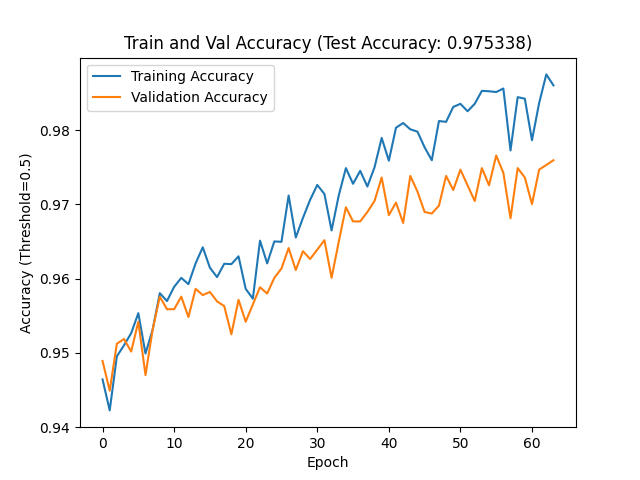 Train and Val Accuracy (Test Accuracy: 0.975338)
Training Accuracy
Validation Accuracy
Accuracy (Threshold=0.5)
0.98
0.97
0.96
0.95
0.94
0 10 20 30 40 50 60
Epoch